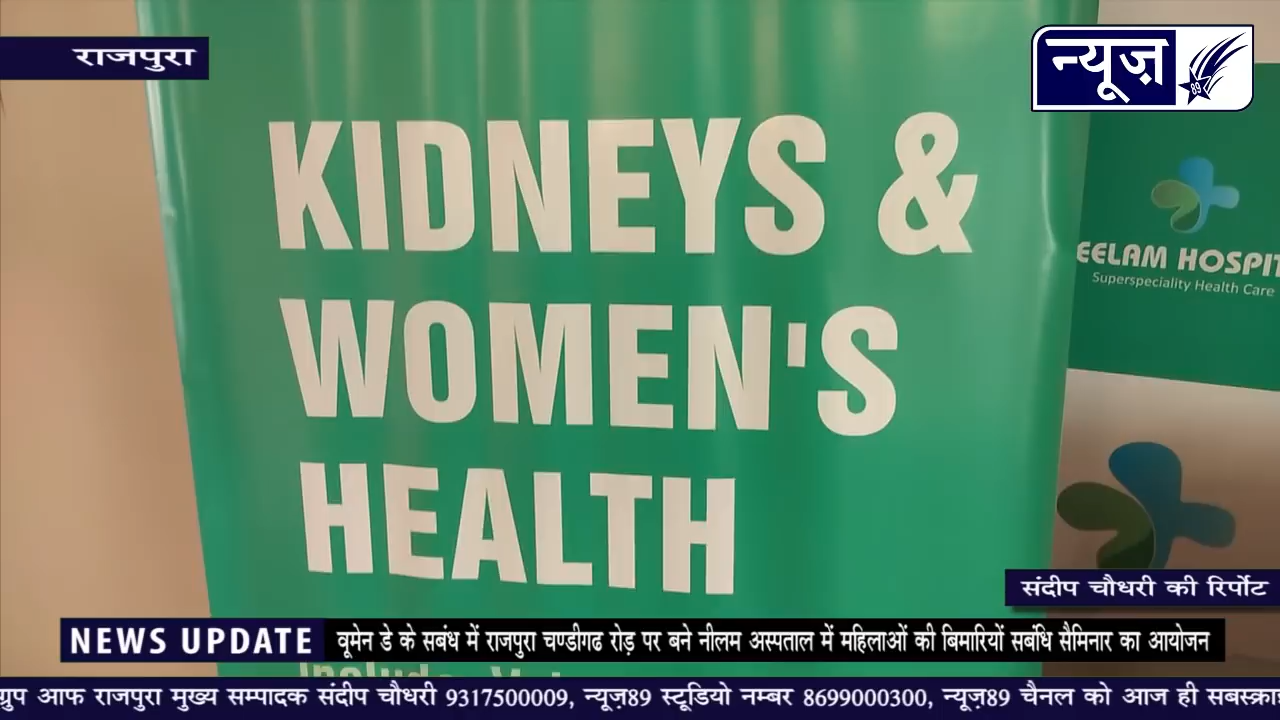 राजपुरा
न्यूज़
89
KIDNEYS &
WOMEN'S
HEALTH
EELAM HOSPIT
Superspeciality Health Care
संदीप चौधरी की रिर्पोट
NEWS UPDATE
वूमेन डे के सबंध में राजपुरा चण्डीगढ रोड़ पर बने नीलम अस्पताल में महिलाओं की बिमारियों सबंधि सैमिनार का आयोजन
ग्रुप आफ राजपुरा मुख्य सम्पादक संदीप चौधरी 9317500009, न्यूज़89 स्टूडियो नम्बर 8699000300, न्यूज़89 चैनल को आज ही सबस्क्राई